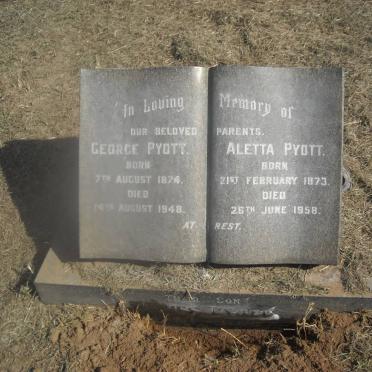 In Loving Memory of
OUR BELOVED PARENTS.
GEORGE PYOTT.
BORN
7TH AUGUST 1874.
DIED
AUGUST 1948.
ALETTA PYOTT.
BORN
21ST FEBRUARY 1873.
DIED
26TH JUNE 1958.
AT REST.